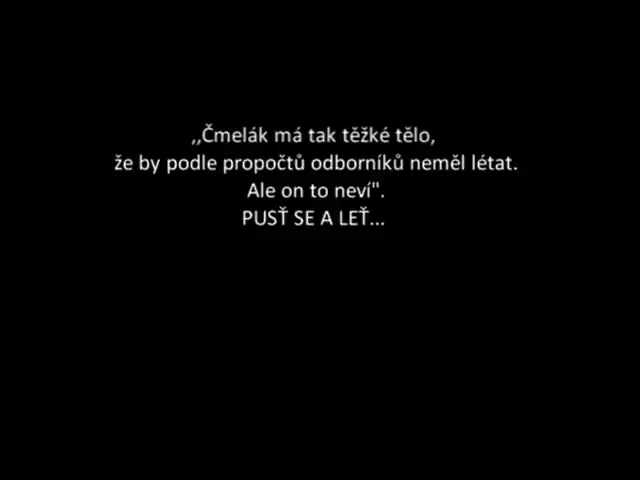 ,,Čmelák má tak těžké tělo,
že by podle propočtů odborníků neměl létat.
Ale on to neví".
PUSŤ SE A LEŤ...